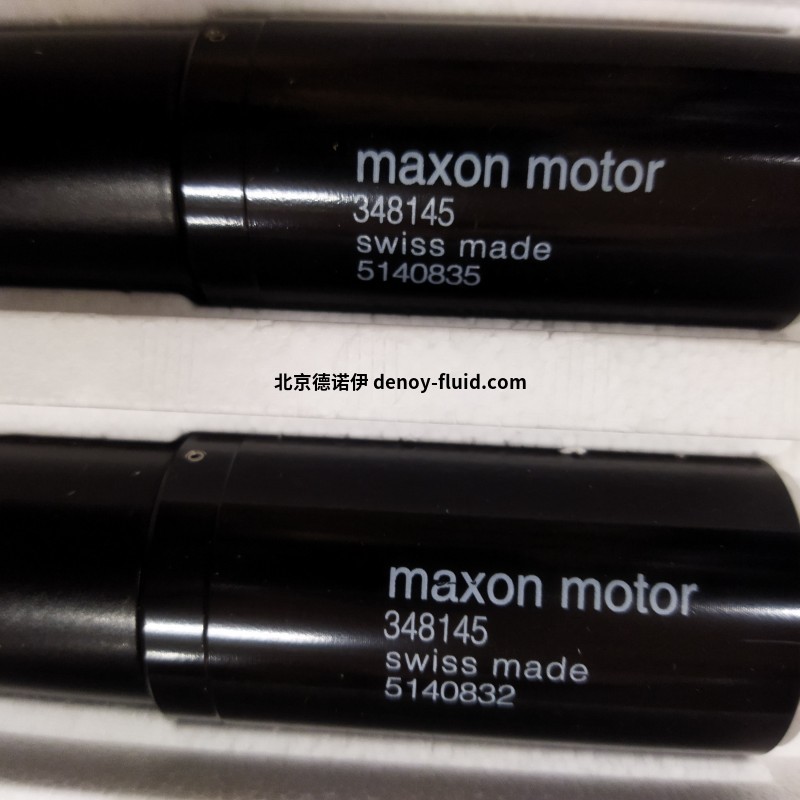 maxon motor
348145
swiss made
5140835
北京德诺伊 denoy-fluid.com
maxon motor
348145
swiss made
5140832